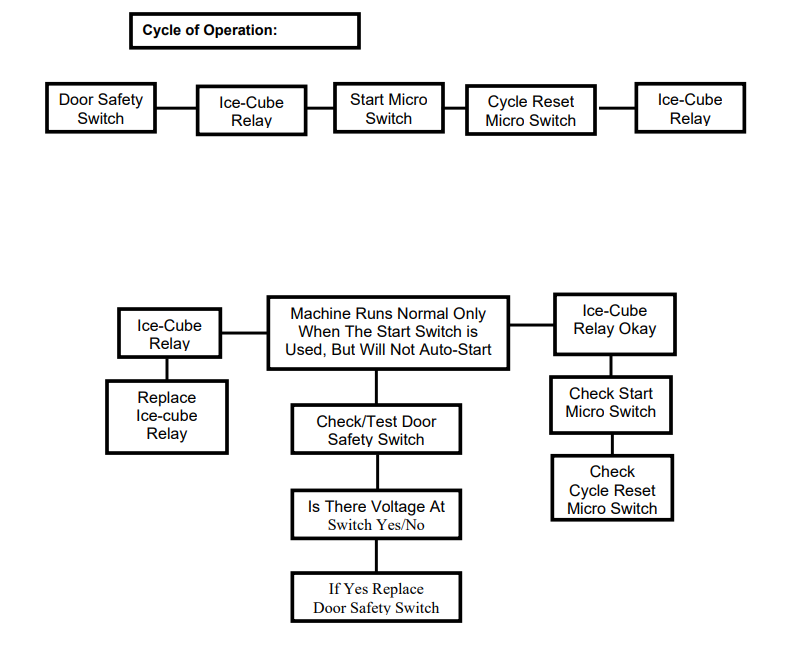 Cycle of Operation:
Door Safety
Switch
Ice-Cube
Relay
Start Micro
Switch
Cycle Reset
Micro Switch
Ice-Cube
Relay
Machine Runs Normal Only
When The Start Switch is
Used, But Will Not Auto-Start
Ice-Cube
Relay
Replace
Ice-cube
Relay
Check/Test Door
Safety Switch
Is There Voltage At
Switch Yes/No
If Yes Replace
Door Safety Switch
Ice-Cube
Relay Okay
Check Start
Micro Switch
Check
Cycle Reset
Micro Switch